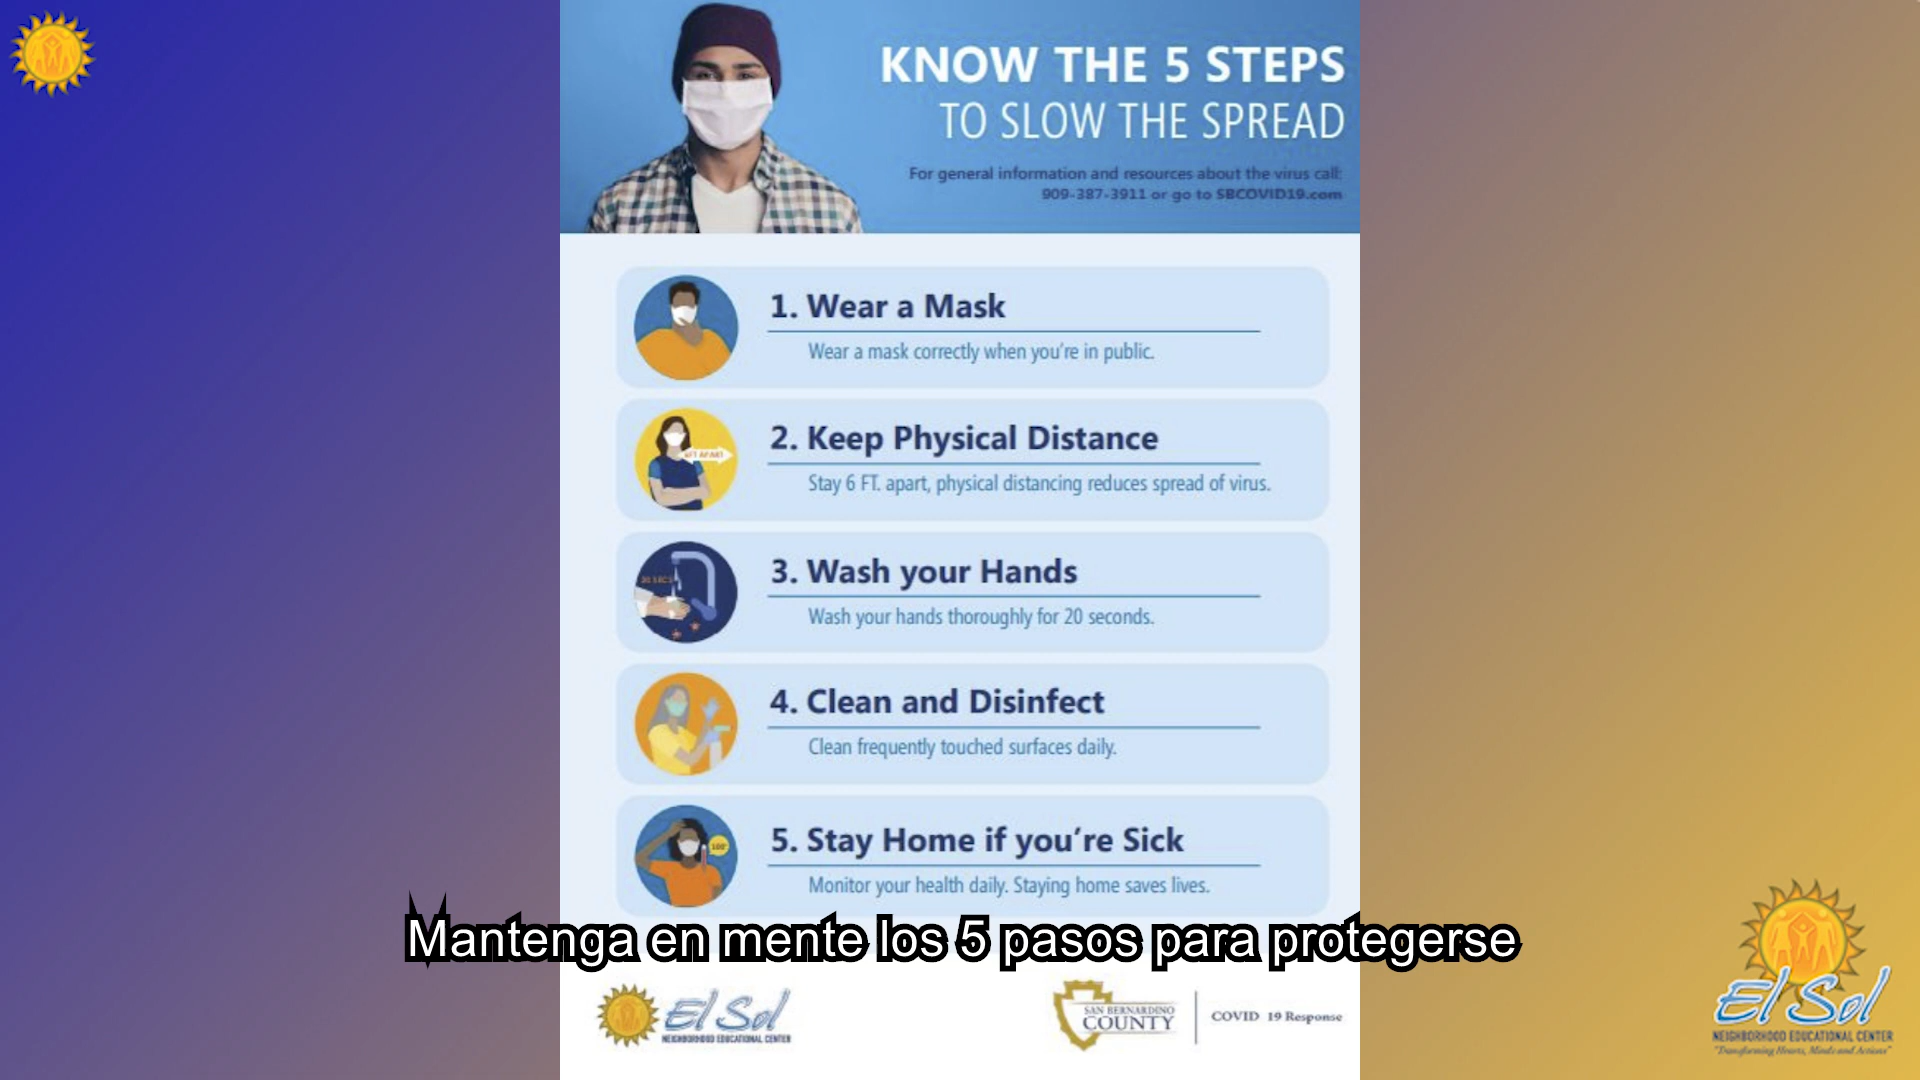 KNOW THE 5 STEPS
TO SLOW THE SPREAD
For general information and resources about the virus call:
909-387-3911 or go to SBCOVID19.com
1. Wear a Mask
Wear a mask correctly when you're in public.
2. Keep Physical Distance
6FT APART
Stay 6 FT. apart, physical distancing reduces spread of virus.
3. Wash your Hands
20 SECS
Wash your hands thoroughly for 20 seconds.
4. Clean and Disinfect
Clean frequently touched surfaces daily.
5. Stay Home if you're Sick
100°
Monitor your health daily. Staying home saves lives.
Mantenga en mente los 5 pasos para protegerse
El Sol
NEIGHBORHOOD EDUCATIONAL CENTER
SAN BERNARDINO
COUNTY
COVID 19 Response
El Sol
NEIGHBORHOOD EDUCATIONAL CENTER
"Transforming Hearts, Minds and Actions"